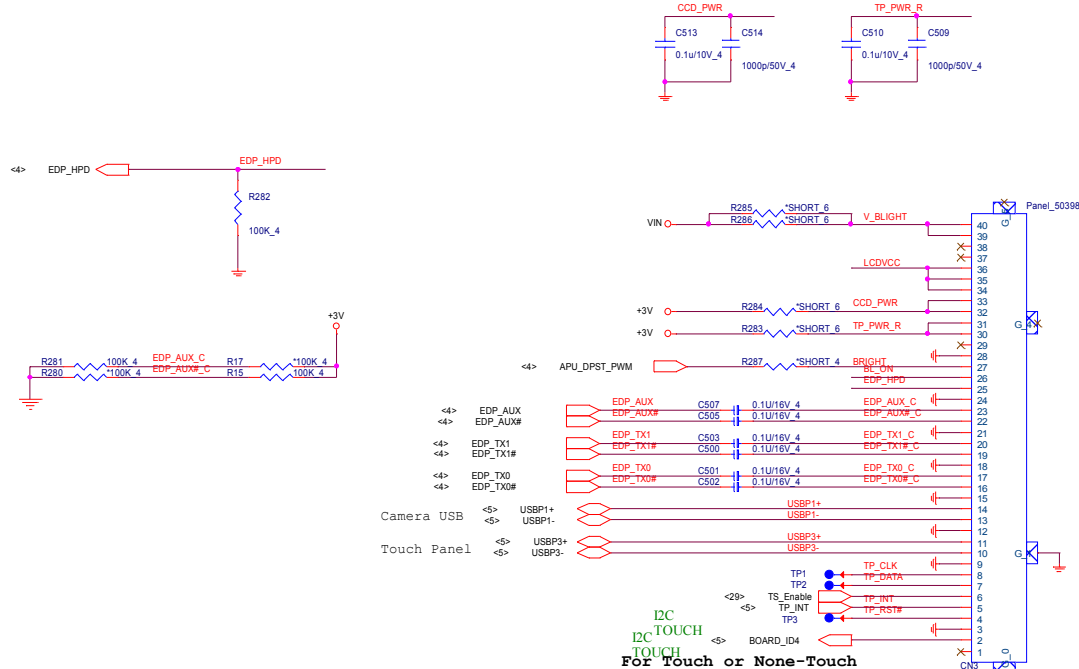 CCD_PWR
TP_PWR_R
C513
C514
C510
C509
0.1u/10V_4
0.1u/10V_4
1000p/50V_4
1000p/50V_4
<4> EDP_HPD
EDP_HPD
R282
100K_4
+3V
R281 100K_4 EDP_AUX_C R17 *100K_4
R280 *100K_4 EDP_AUX#_C R15 100K_4
Panel_50398
R285 *SHORT_6
VIN R286 *SHORT_6 V_BLIGHT 40
39
38
37
LCDVCC 36
35
34
33
+3V R284 *SHORT_6 CCD_PWR 32
31
+3V R283 *SHORT_6 TP_PWR_R 30
29
28
<4> APU_DPST_PWM R287 *SHORT_4 BRIGHT 27
BL_ON 26
EDP_HPD 25
24
<4> EDP_AUX EDP_AUX C507 0.1U/16V_4 EDP_AUX_C 23
<4> EDP_AUX# EDP_AUX# C505 0.1U/16V_4 EDP_AUX#_C 22
21
<4> EDP_TX1 EDP_TX1 C503 0.1U/16V_4 EDP_TX1_C 20
<4> EDP_TX1# EDP_TX1# C500 0.1U/16V_4 EDP_TX1#_C 19
18
<4> EDP_TX0 EDP_TX0 C501 0.1U/16V_4 EDP_TX0_C 17
<4> EDP_TX0# EDP_TX0# C502 0.1U/16V_4 EDP_TX0#_C 16
15
Camera USB <5> USBP1+ USBP1+ 14
<5> USBP1- USBP1- 13
12
Touch Panel <5> USBP3+ USBP3+ 11
<5> USBP3- USBP3- 10
9
TP1 TP_CLK 8
TP2 TP_DATA 7
<29> TS_Enable 6
<5> TP_INT TP_INT 5
TP3 TP_RST# 4
I2C
TOUCH
3
I2C
TOUCH
<5> BOARD_ID4 2
1
G_0
CN3
For Touch or None-Touch